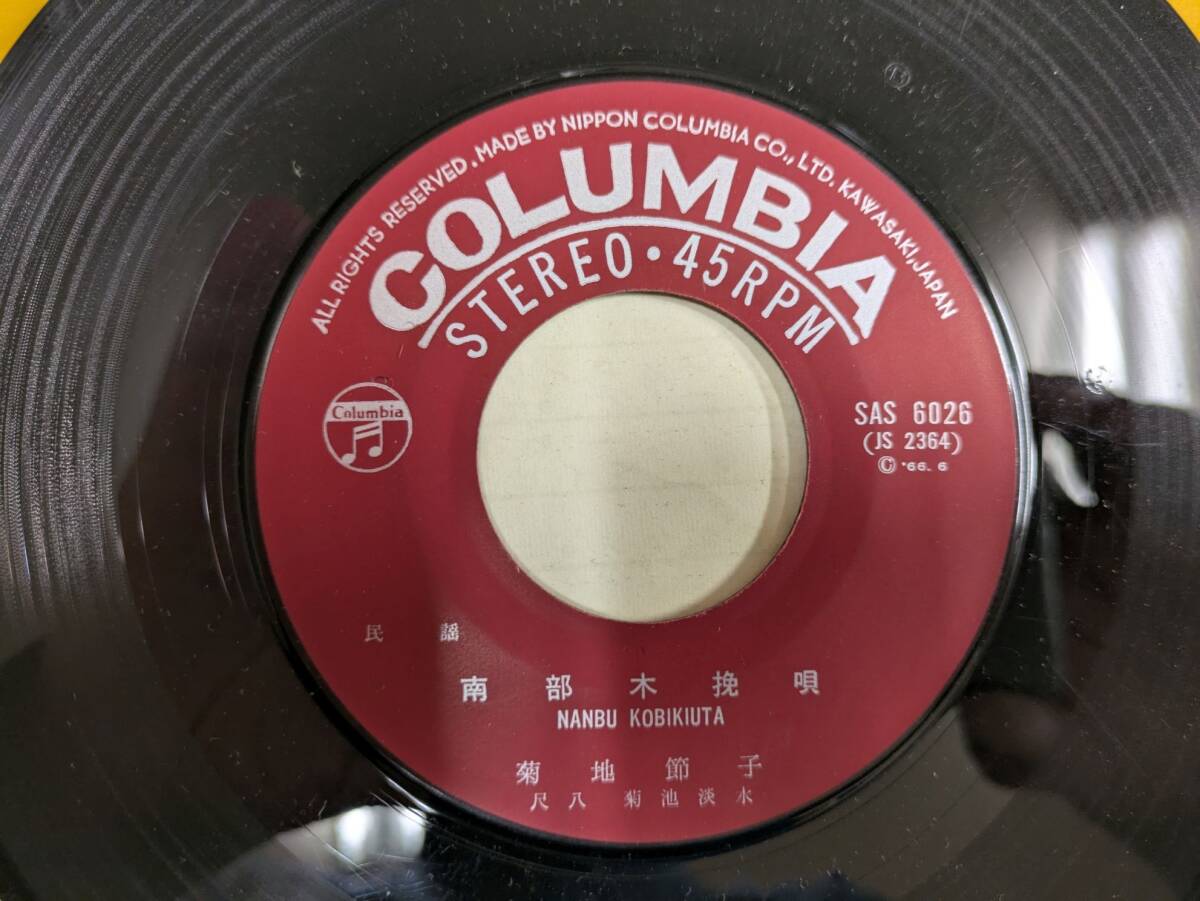 ALL RIGHTS RESERVED. MADE BY NIPPON COLUMBIA CO., LTD. KAWASAKI, JAPAN
COLUMBIA
STEREO・45RPM
Columbia
SAS 6026
(JS 2364)
© '66. 6
民謡
南部木挽唄
NANBU KOBIKIUTA
菊地節子
尺八 菊池淡水